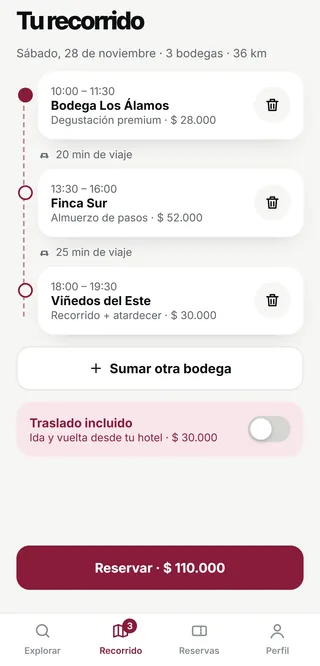 Tu recorrido
Sábado, 28 de noviembre · 3 bodegas · 36 km
10:00 – 11:30
Bodega Los Álamos
Degustación premium · $ 28.000
20 min de viaje
13:30 – 16:00
Finca Sur
Almuerzo de pasos · $ 52.000
25 min de viaje
18:00 – 19:30
Viñedos del Este
Recorrido + atardecer · $ 30.000
+ Sumar otra bodega
Traslado incluido
Ida y vuelta desde tu hotel · $ 30.000
Reservar · $ 110.000
3
Explorar
Recorrido
Reservas
Perfil